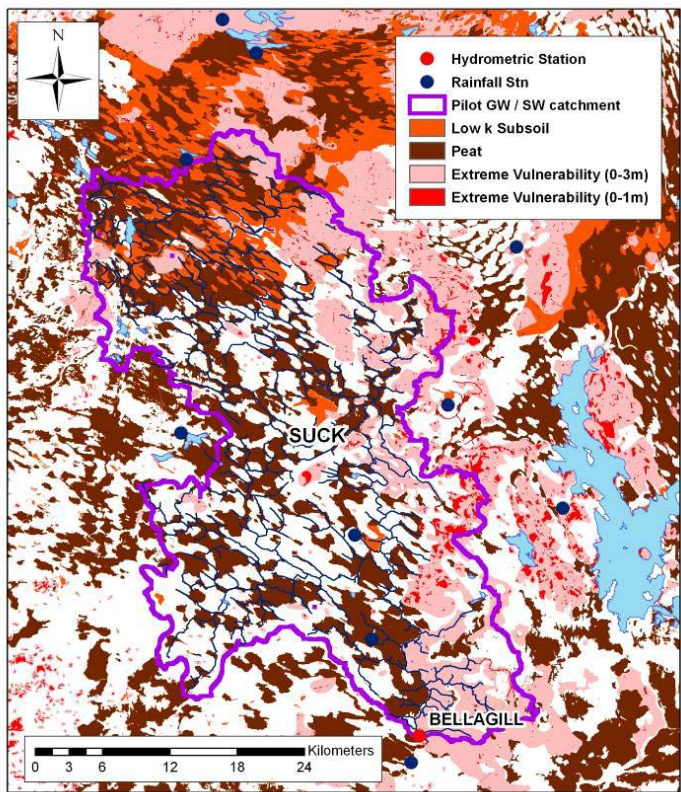 N
Hydrometric Station
Rainfall Stn
Pilot GW / SW catchment
Low k Subsoil
Peat
Extreme Vulnerability (0-3m)
Extreme Vulnerability (0-1m)
SUCK
BELLAGILL
Kilometers
0 3 6 12 18 24